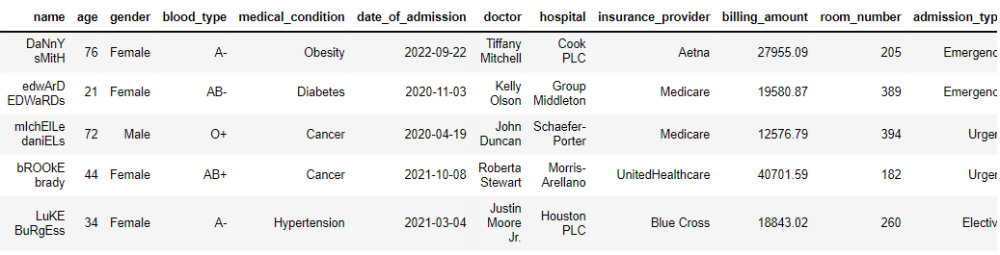 name age gender blood_type medical_condition date_of_admission doctor hospital insurance_provider billing_amount room_number admission_typ
DaNnY sMitH 76 Female A- Obesity 2022-09-22 Tiffany Mitchell Cook PLC Aetna 27955.09 205 Emergenc
edwArD EDWaRDs 21 Female AB- Diabetes 2020-11-03 Kelly Olson Group Middleton Medicare 19580.87 389 Emergenc
mIchElLe daniELs 72 Male O+ Cancer 2020-04-19 John Duncan Schaefer-Porter Medicare 12576.79 394 Urger
bROOkE brady 44 Female AB+ Cancer 2021-10-08 Roberta Stewart Morris-Arellano UnitedHealthcare 40701.59 182 Urger
LuKE BuRgEss 34 Female A- Hypertension 2021-03-04 Justin Moore Jr. Houston PLC Blue Cross 18843.02 260 Electiv